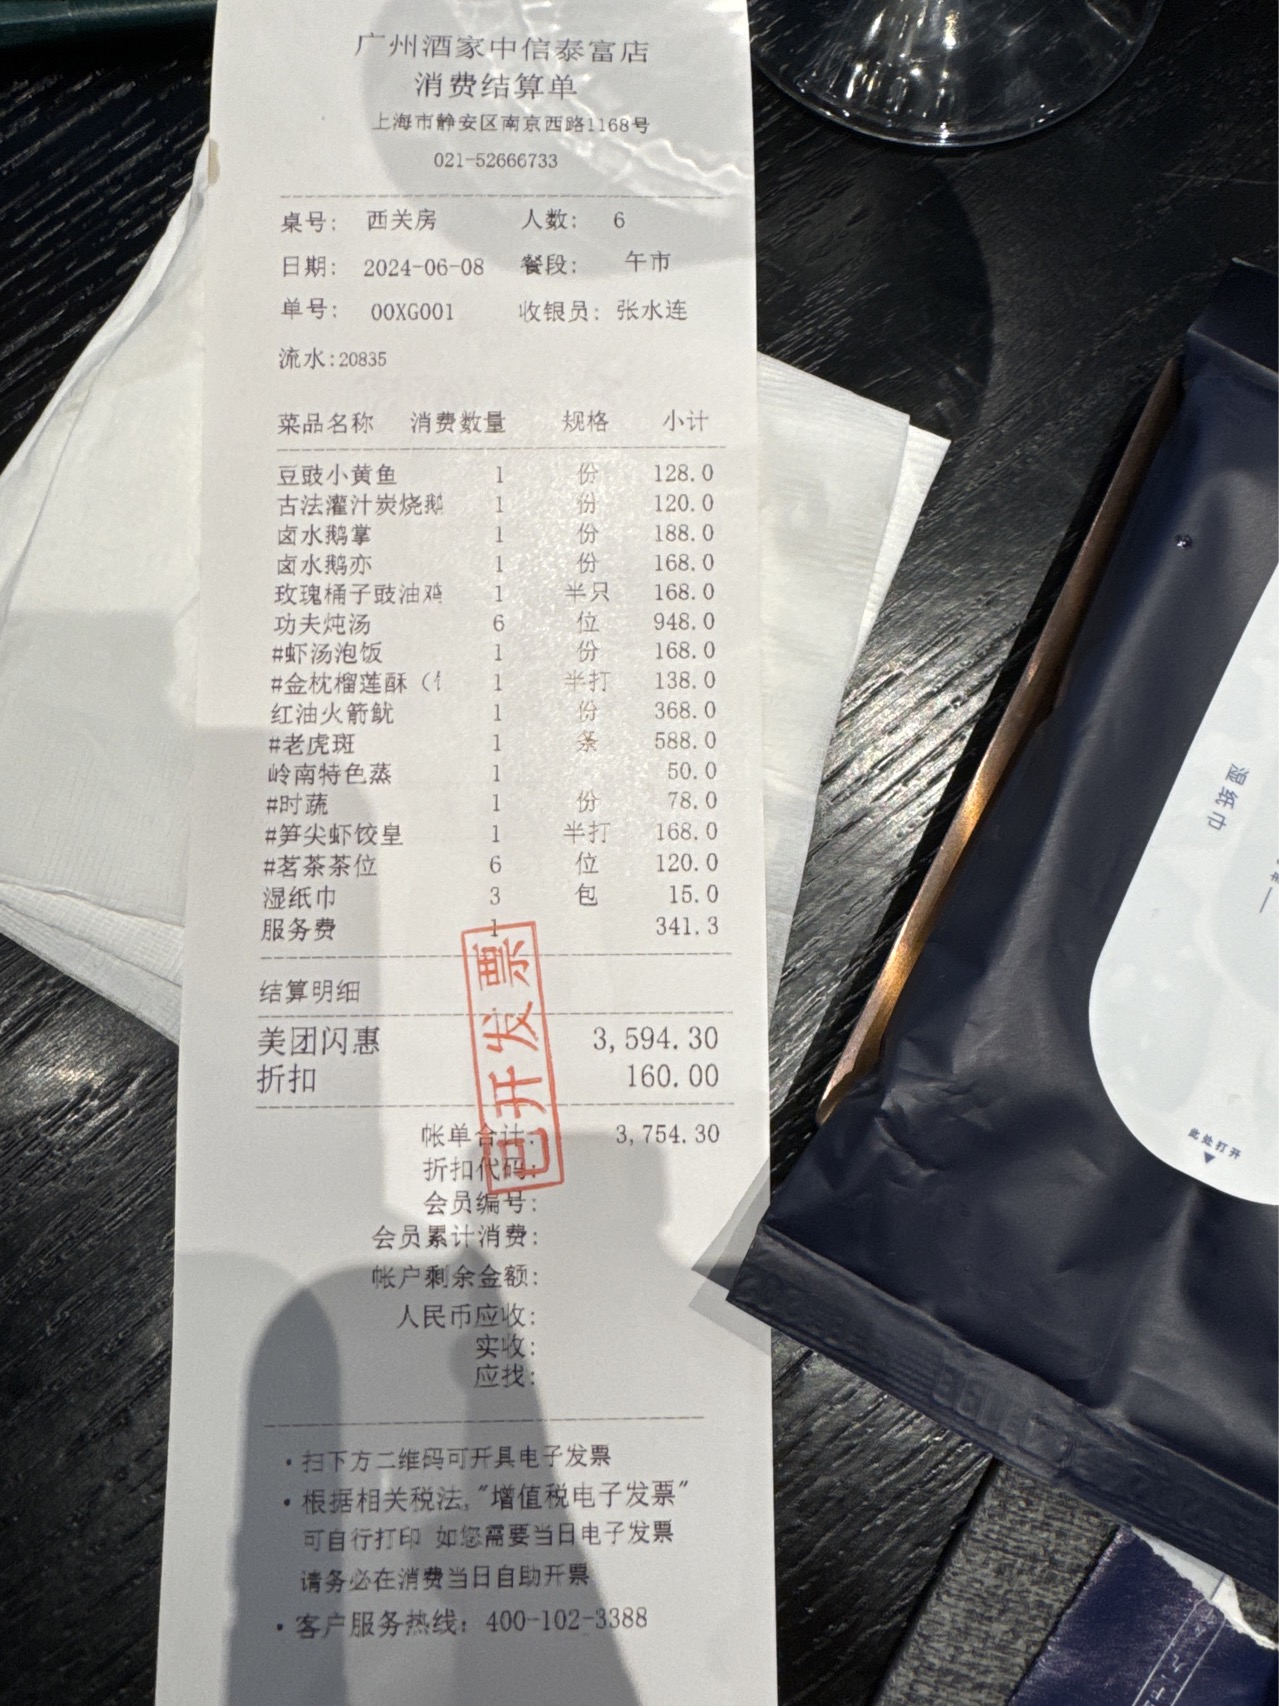 广州酒家中信泰富店
消费结算单
上海市静安区南京西路1168号
021-52666733
桌号: 西关房 人数: 6
日期: 2024-06-08 餐段: 午市
单号: 00XG001 收银员: 张水连
流水:20835
菜品名称 消费数量 规格 小计
豆豉小黄鱼 1 份 128.0
古法灌汁炭烧鹅 1 份 120.0
卤水鹅掌 1 份 188.0
卤水鹅亦 1 份 168.0
玫瑰桶子豉油鸡 1 半只 168.0
功夫炖汤 6 位 948.0
#虾汤泡饭 1 份 168.0
#金枕榴莲酥( 1 半打 138.0
红油火箭鱿 1 份 368.0
#老虎斑 1 条 588.0
岭南特色蒸 1 50.0
#时蔬 1 份 78.0
#笋尖虾饺皇 1 半打 168.0
#茗茶茶位 6 位 120.0
湿纸巾 3 包 15.0
服务费 1 341.3
结算明细
美团闪惠 3,594.30
折扣 160.00
已开发票
帐单合计: 3,754.30
折扣代码:
会员编号:
会员累计消费:
帐户剩余金额:
人民币应收:
实收:
应找:
·扫下方二维码可开具电子发票
·根据相关税法,"增值税电子发票"
可自行打印 如您需要当日电子发票
请务必在消费当日自助开票
·客户服务热线: 400-102-3388
湿纸巾
此处打开